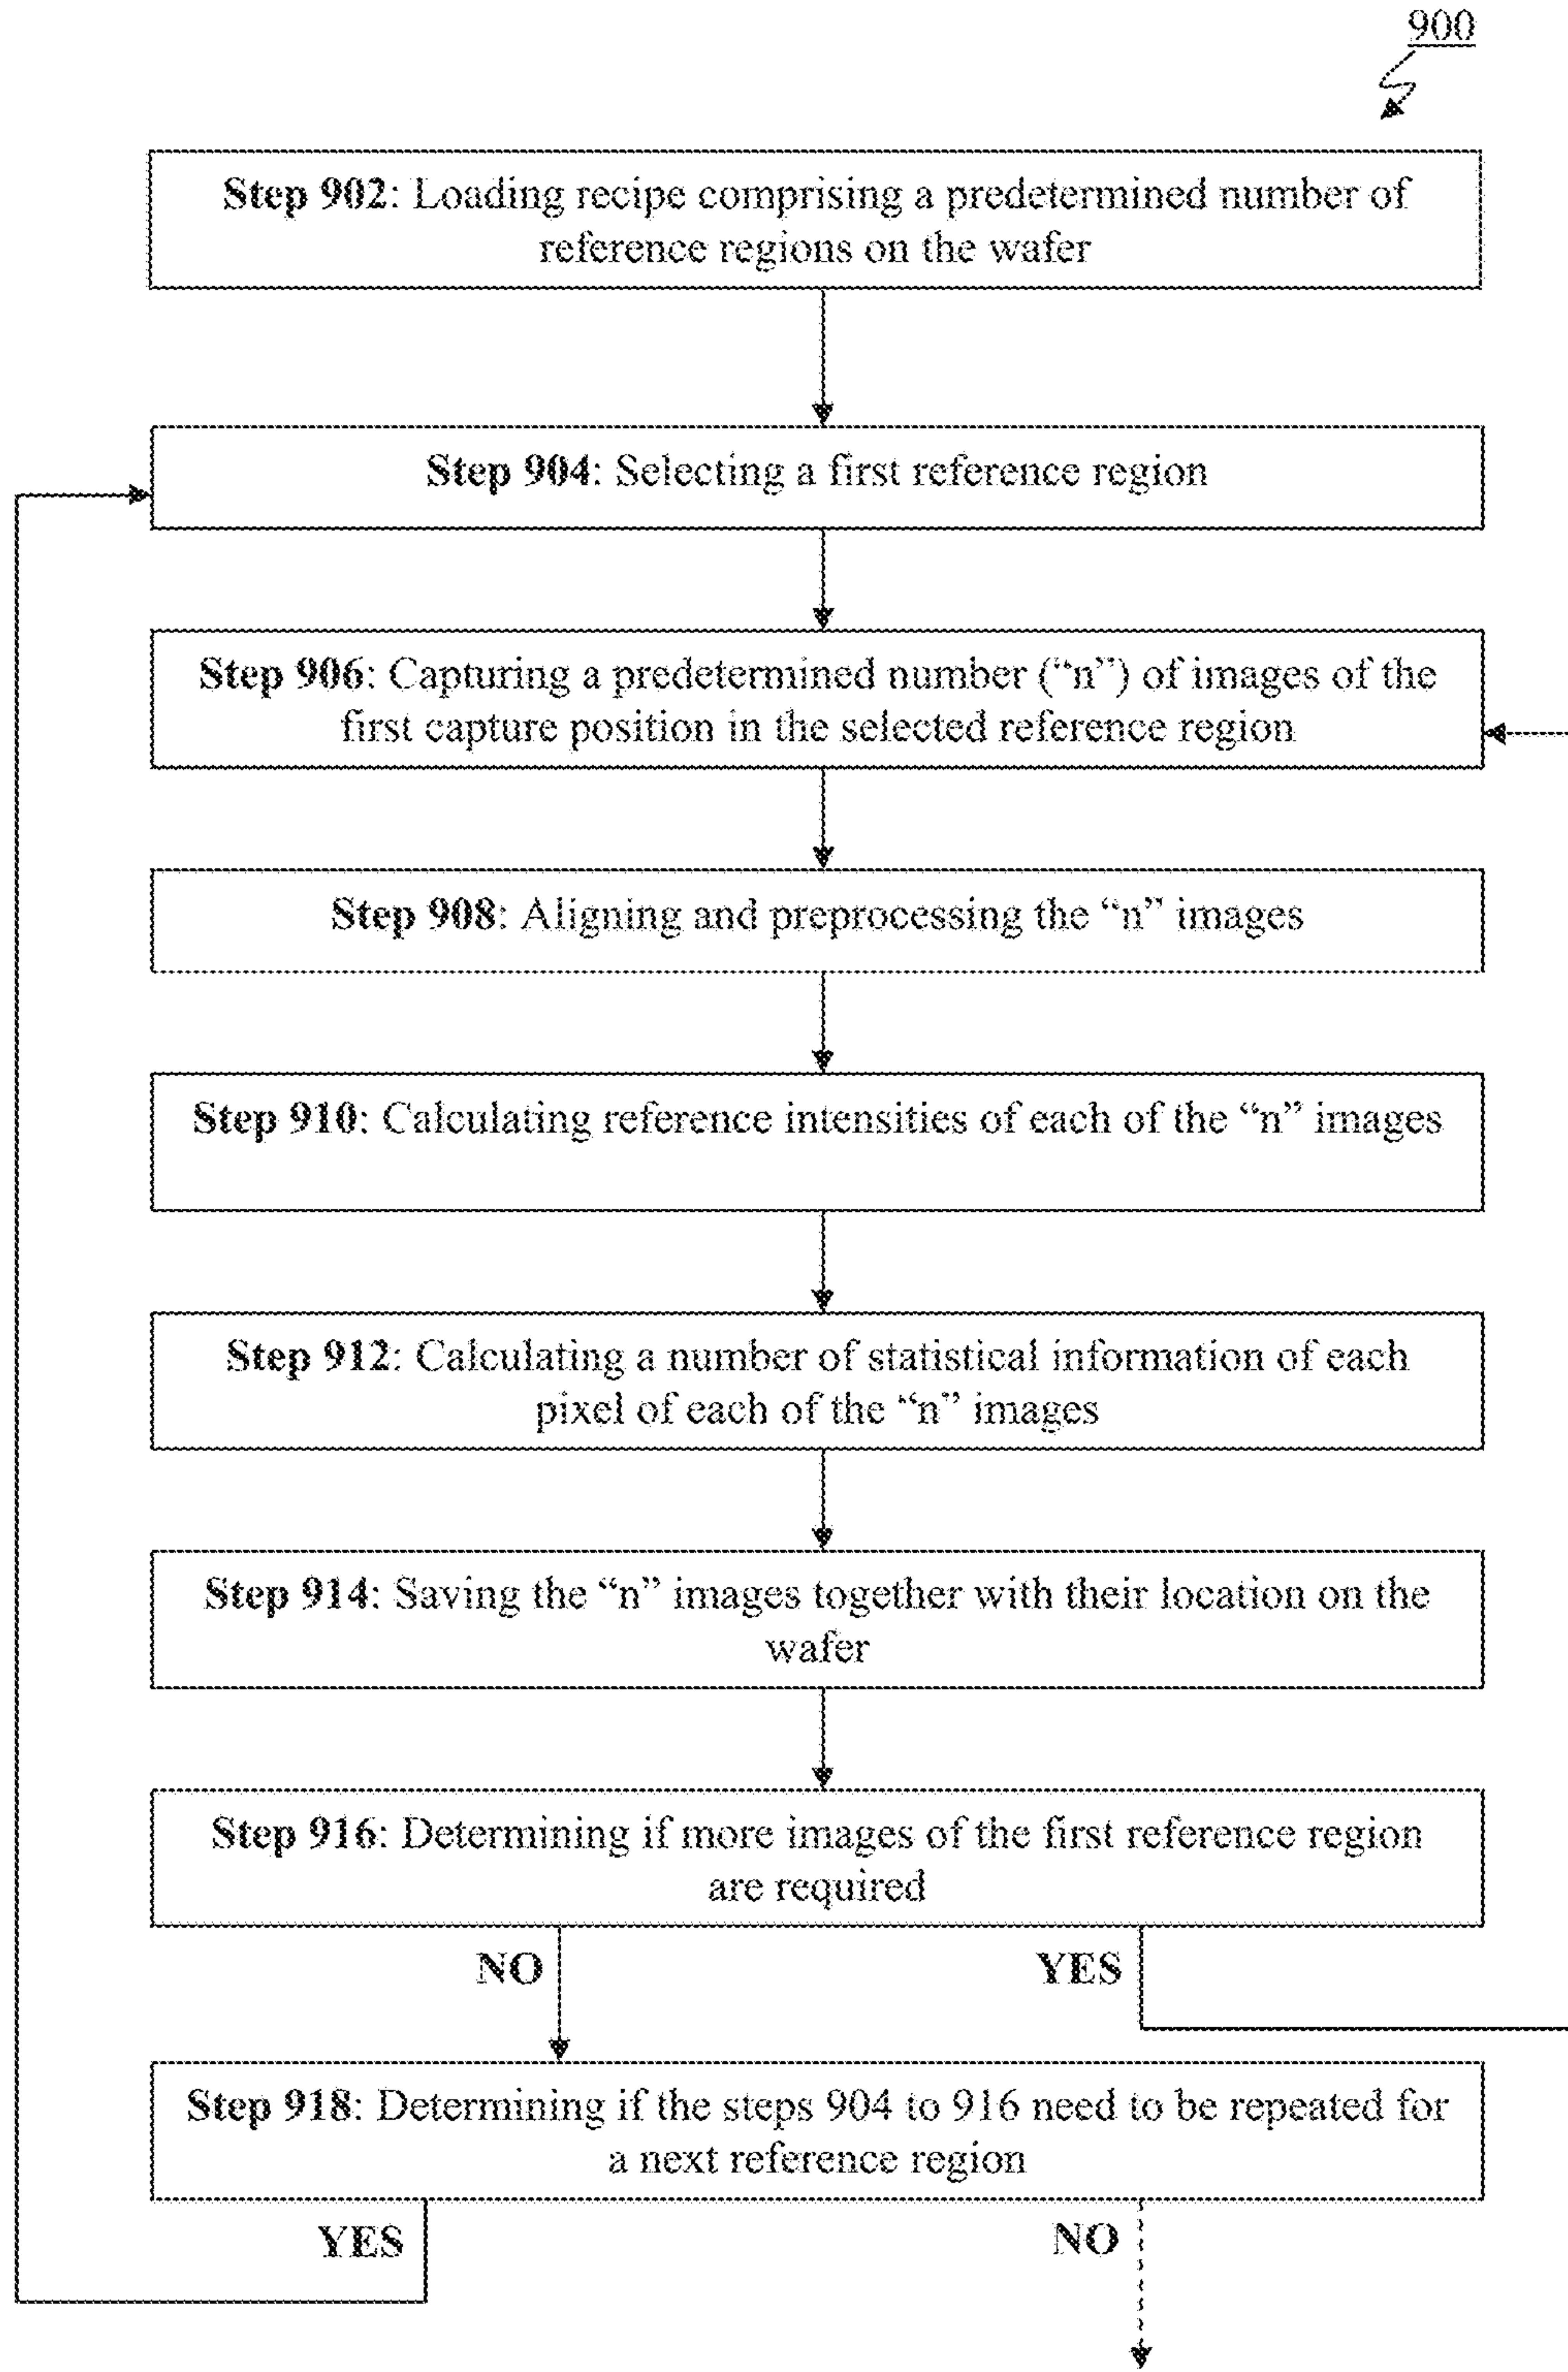 900
Step 902: Loading recipe comprising a predetermined number of
reference regions on the wafer
Step 904: Selecting a first reference region
Step 906: Capturing a predetermined number (“n”) of images of the
first capture position in the selected reference region
Step 908: Aligning and preprocessing the “n” images
Step 910: Calculating reference intensities of each of the “n” images
Step 912: Calculating a number of statistical information of each
pixel of each of the “n” images
Step 914: Saving the “n” images together with their location on the
wafer
Step 916: Determining if more images of the first reference region
are required
NO
YES
Step 918: Determining if the steps 904 to 916 need to be repeated for
a next reference region
YES
NO